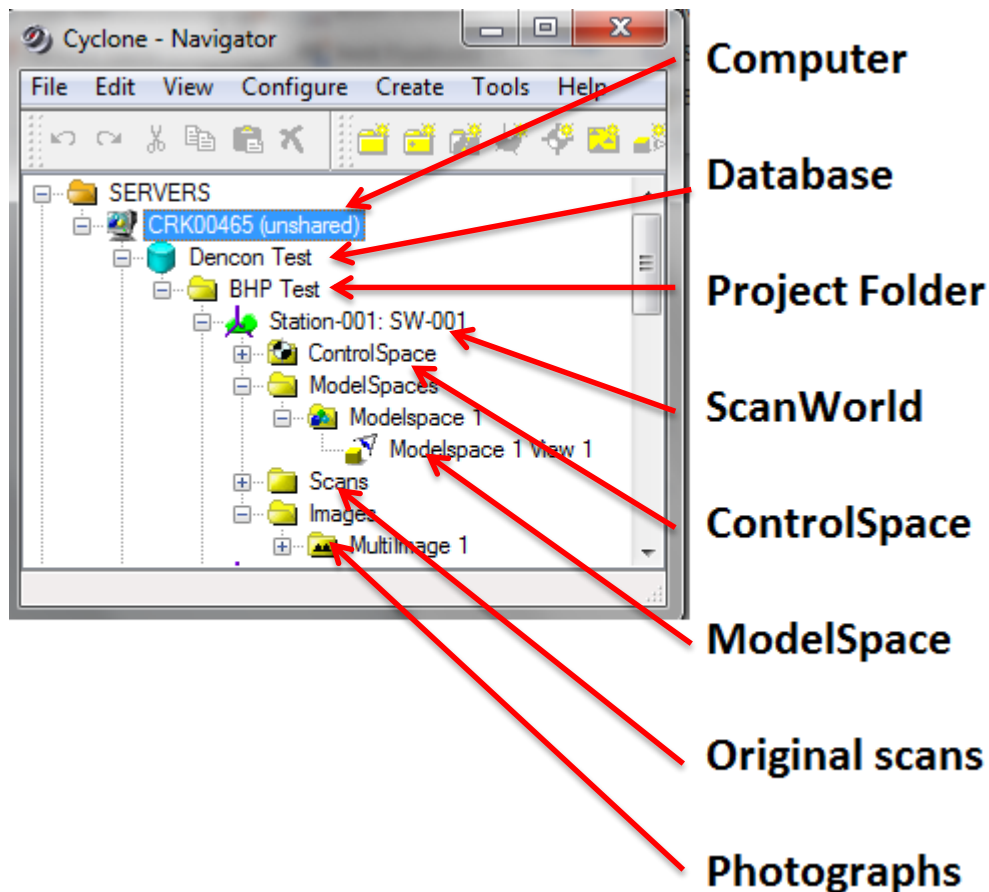 Cyclone - Navigator
File Edit View Configure Create Tools Help
SERVERS
CRK00465 (unshared)
Dencon Test
BHP Test
Station-001: SW-001
ControlSpace
ModelSpaces
Modelspace 1
Modelspace 1 View 1
Scans
Images
MultiImage 1
Computer
Database
Project Folder
ScanWorld
ControlSpace
ModelSpace
Original scans
Photographs